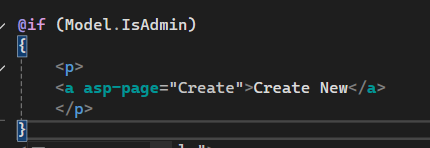 @if (Model.IsAdmin)
{
<p>
<a asp-page="Create">Create New</a>
</p>
}